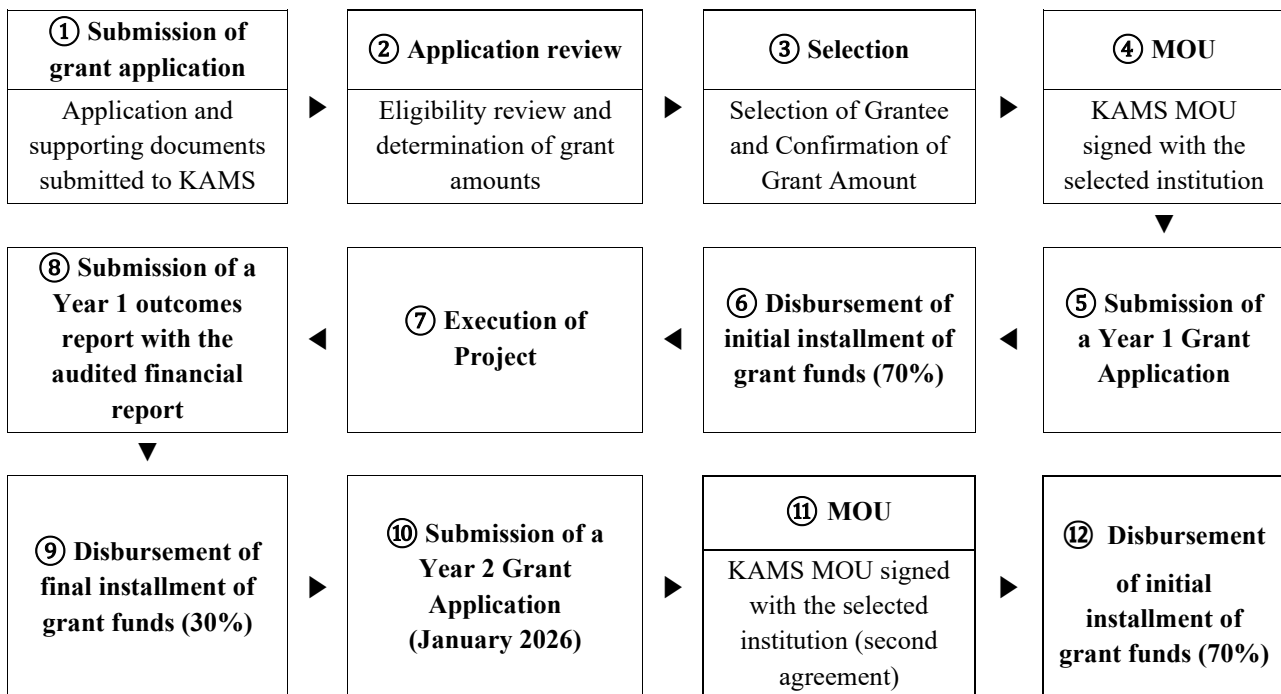 ① Submission of
grant application
Application and
supporting documents
submitted to KAMS
▶
② Application review
Eligibility review and
determination of grant
amounts
▶
③ Selection
Selection of Grantee
and Confirmation of
Grant Amount
▶
④ MOU
KAMS MOU
signed with the
selected institution
▼
⑤ Submission of
a Year 1 Grant
Application
◀
⑥ Disbursement of
initial installment of
grant funds (70%)
◀
⑦ Execution of
Project
◀
⑧ Submission of a
Year 1 outcomes
report with the
audited financial
report
▼
⑨ Disbursement of
final installment of
grant funds (30%)
▶
⑩ Submission of a
Year 2 Grant
Application
(January 2026)
▶
⑪ MOU
KAMS MOU signed
with the selected
institution (second
agreement)
▶
⑫ Disbursement
of initial
installment of
grant funds (70%)